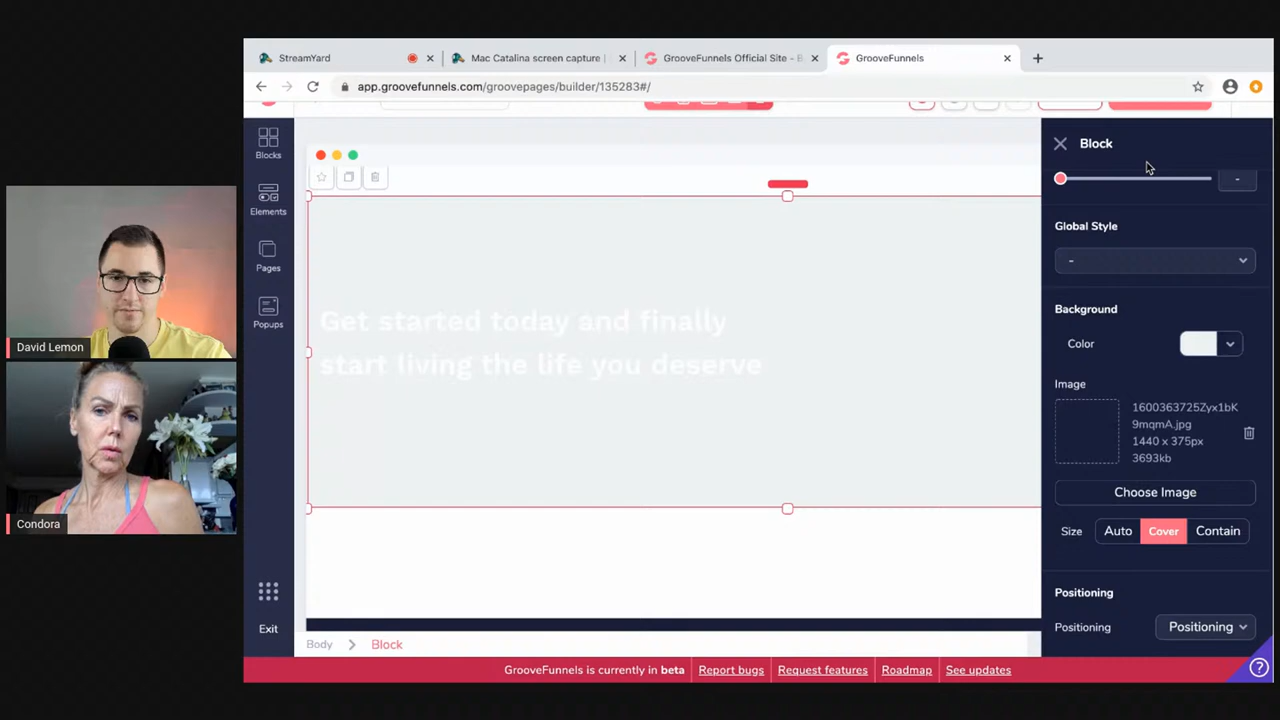 StreamYard
Mac Catalina screen capture |
GrooveFunnels Official Site - B
GrooveFunnels
app.groovefunnels.com/groovepages/builder/135283#/
Blocks
Elements
Pages
Popups
Exit
Block
-
Global Style
-
Background
Color
Image
1600363725Zyx1bK
9mqmA.jpg
1440 x 375px
3693kb
Choose Image
Size Auto Cover Contain
Positioning
Positioning Positioning
Get started today and finally
start living the life you deserve
David Lemon
Condora
Body Block
GrooveFunnels is currently in beta Report bugs Request features Roadmap See updates
?